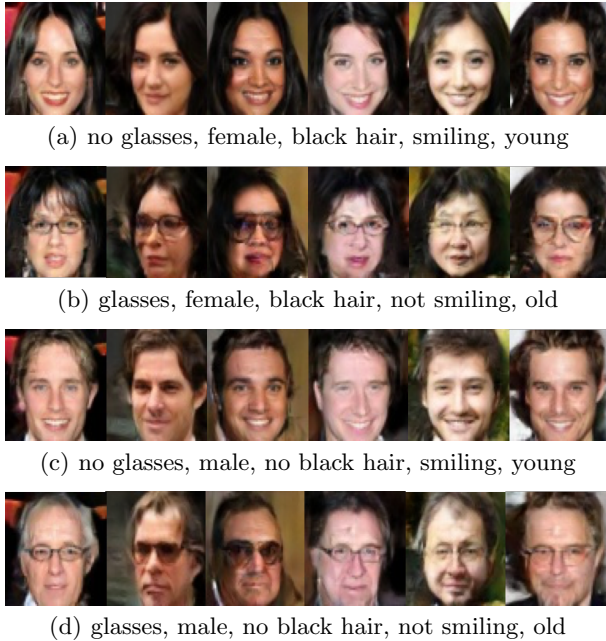 (a) no glasses, female, black hair, smiling, young
(b) glasses, female, black hair, not smiling, old
(c) no glasses, male, no black hair, smiling, young
(d) glasses, male, no black hair, not smiling, old